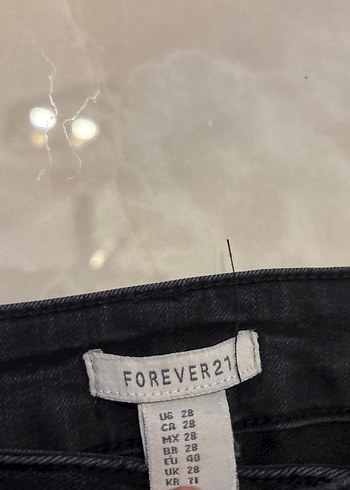 FOREVER21
US 28
CA 28
MX 28
BR 28
EU 40
UK 28
KR 71